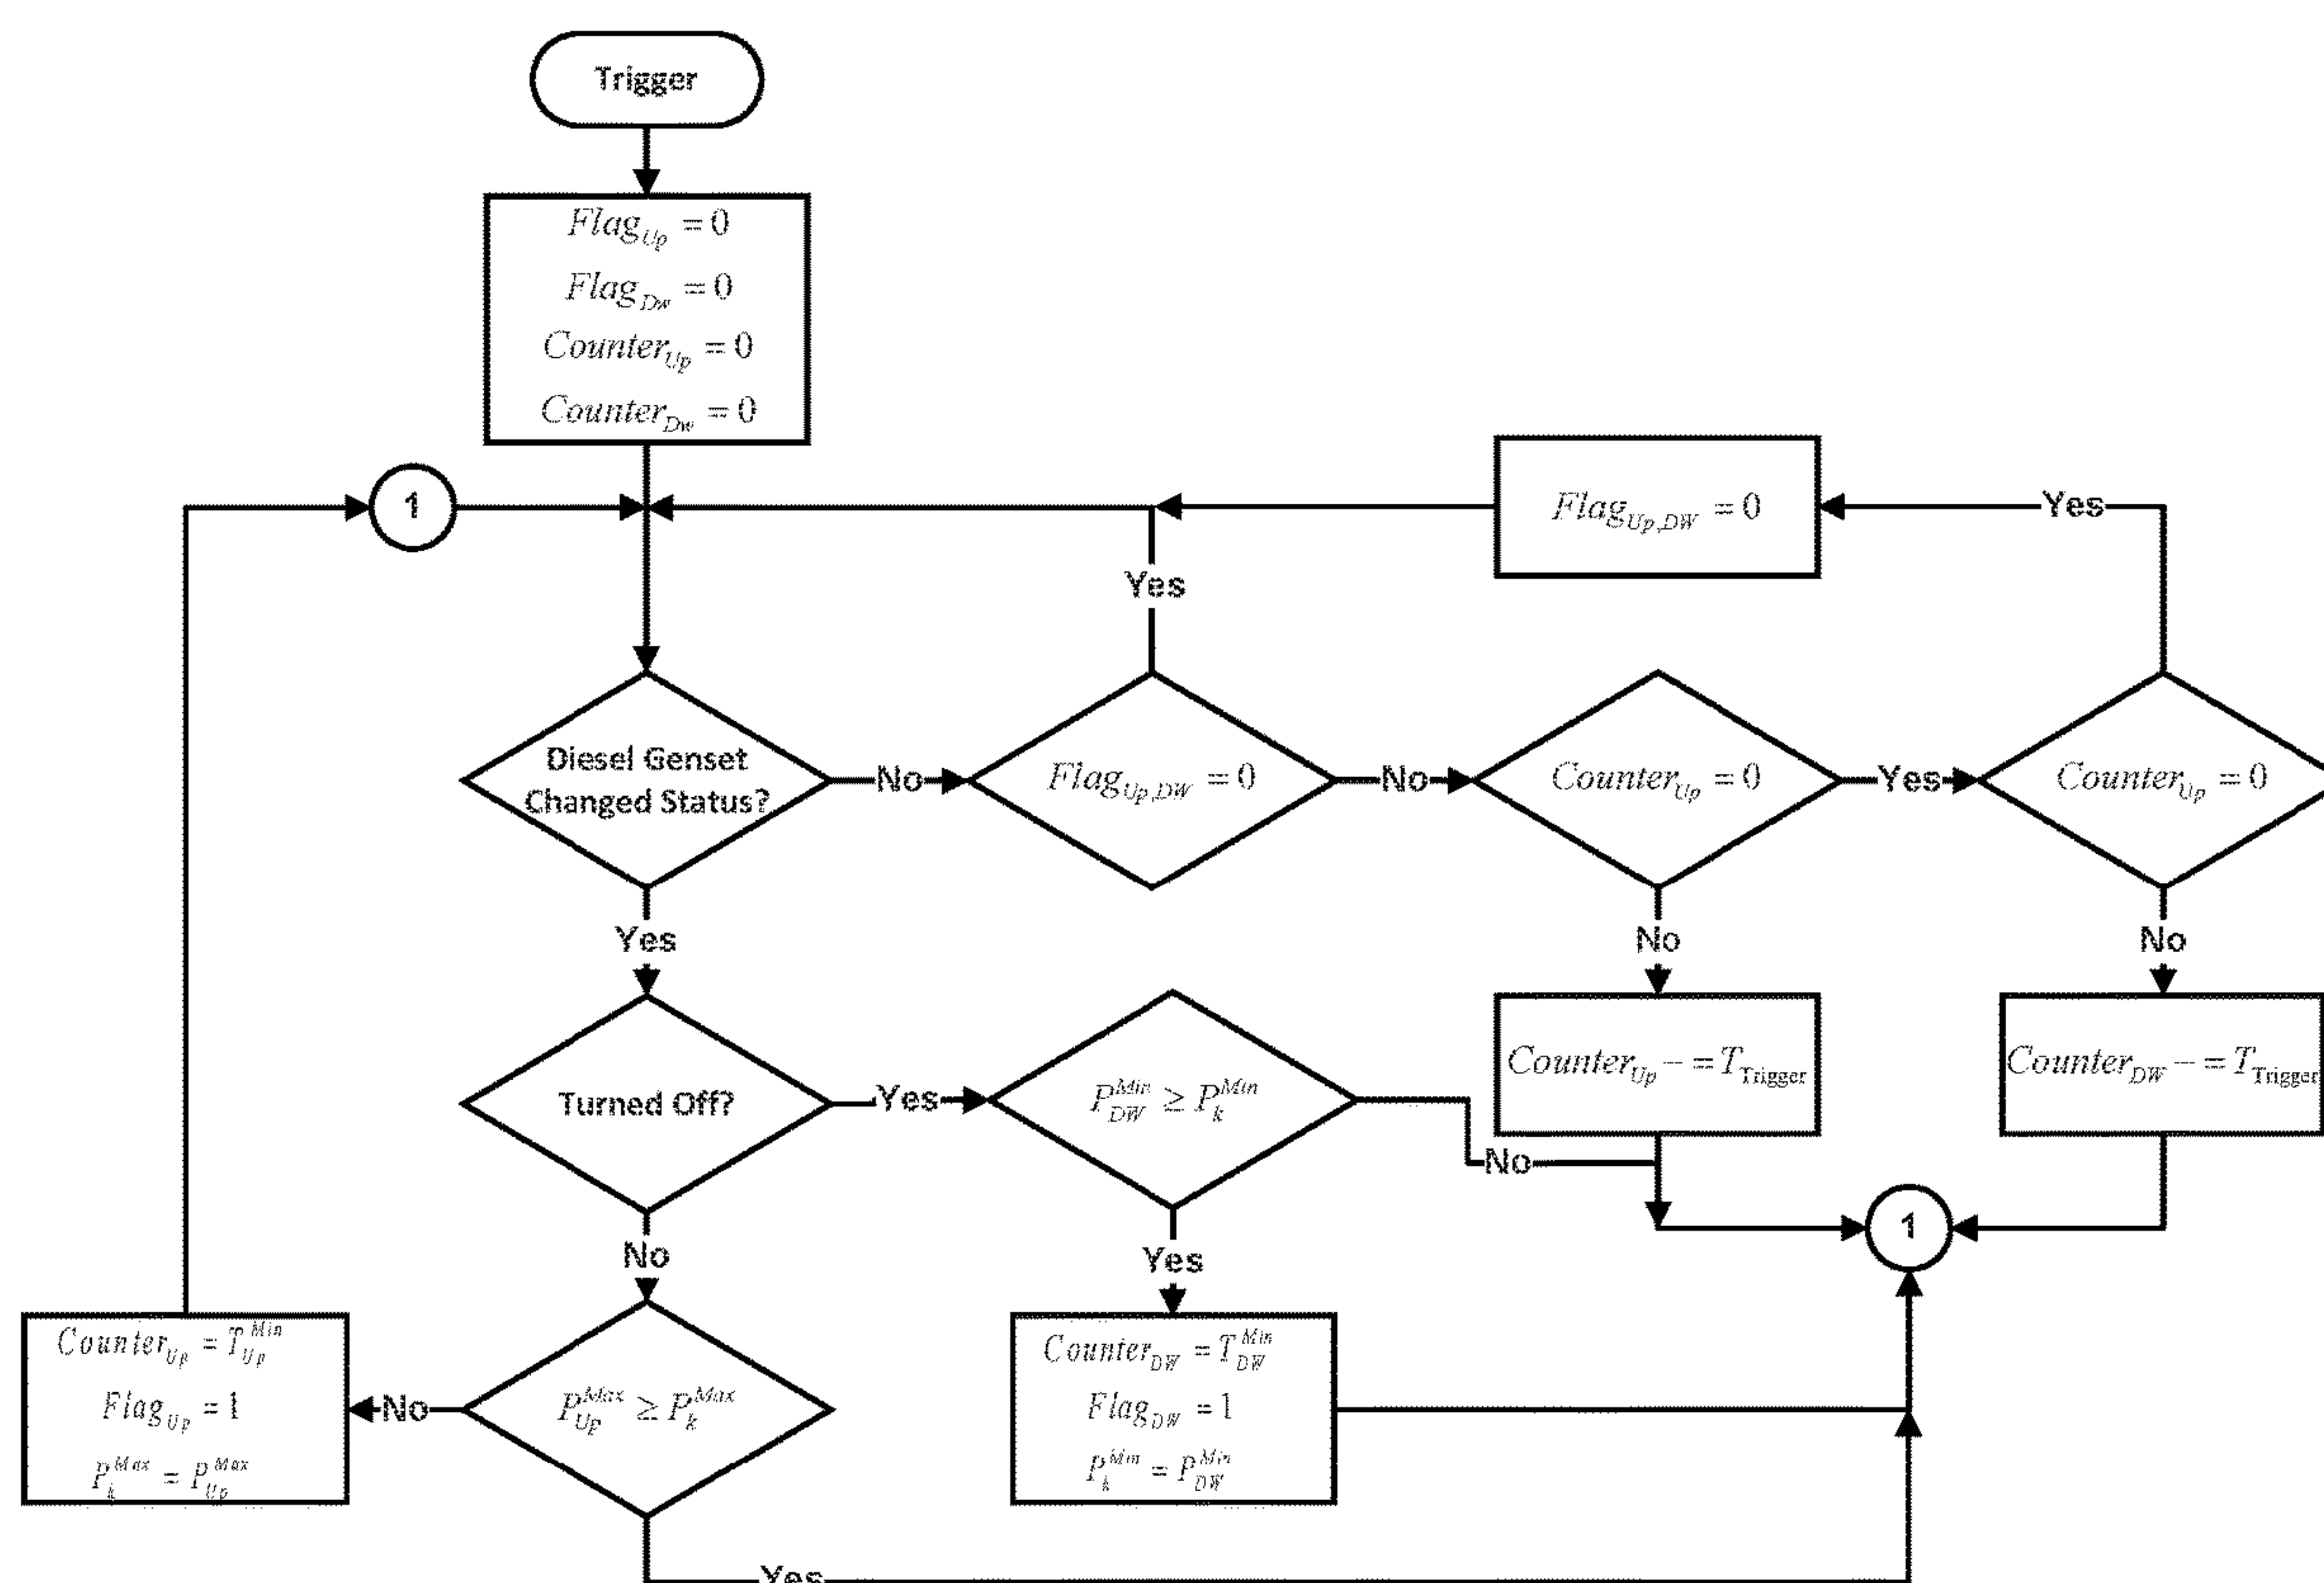 Trigger
Flag_Up = 0
Flag_Dw = 0
Counter_Up = 0
Counter_Dw = 0
1
Flag_Up,DW = 0
Yes
Yes
Diesel Genset
Changed Status?
No
Flag_Up,DW = 0
No
Counter_Up = 0
Yes
Counter_Up = 0
Yes
No
No
Turned Off?
Yes
P_DW^Min ≥ P_k^Min
Counter_Up − = T_Trigger
Counter_DW − = T_Trigger
No
1
No
Yes
Counter_Up = T_Up^Min
Flag_Up = 1
P_k^Max = P_Up^Max
No
P_Up^Max ≥ P_k^Max
Counter_DW = T_DW^Min
Flag_DW = 1
P_k^Min = P_DW^Min
Yes